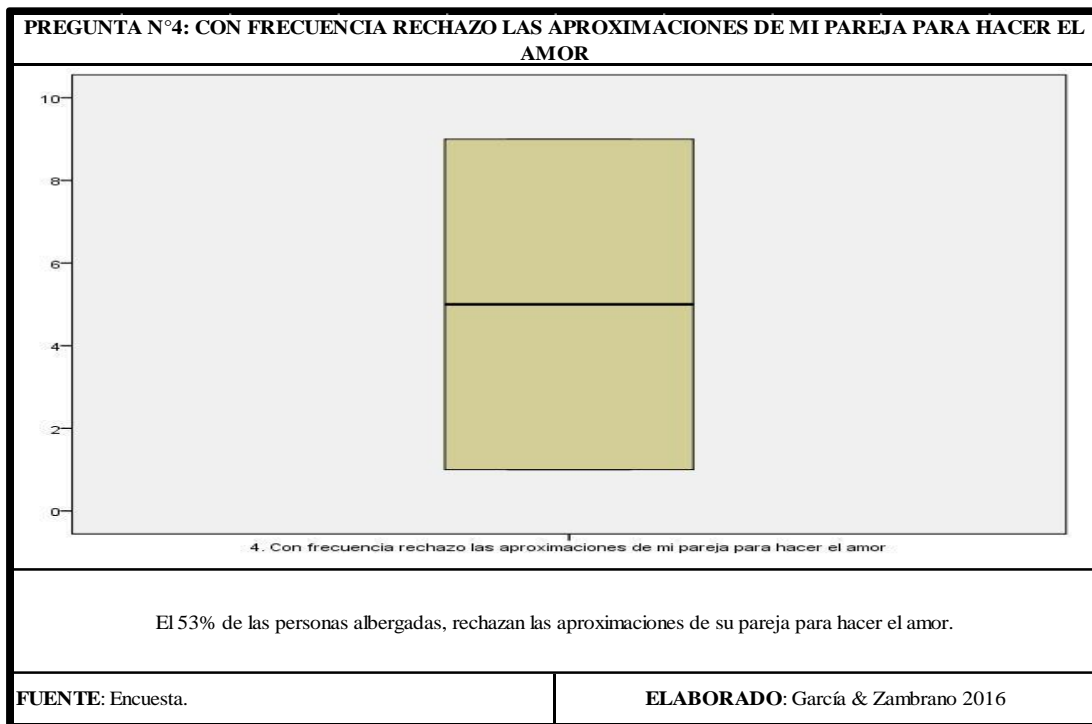 PREGUNTA N°4: CON FRECUENCIA RECHAZO LAS APROXIMACIONES DE MI PAREJA PARA HACER EL
AMOR
10
8
6
4
2
0
4. Con frecuencia rechazo las aproximaciones de mi pareja para hacer el amor
El 53% de las personas albergadas, rechazan las aproximaciones de su pareja para hacer el amor.
FUENTE: Encuesta.
ELABORADO: García & Zambrano 2016